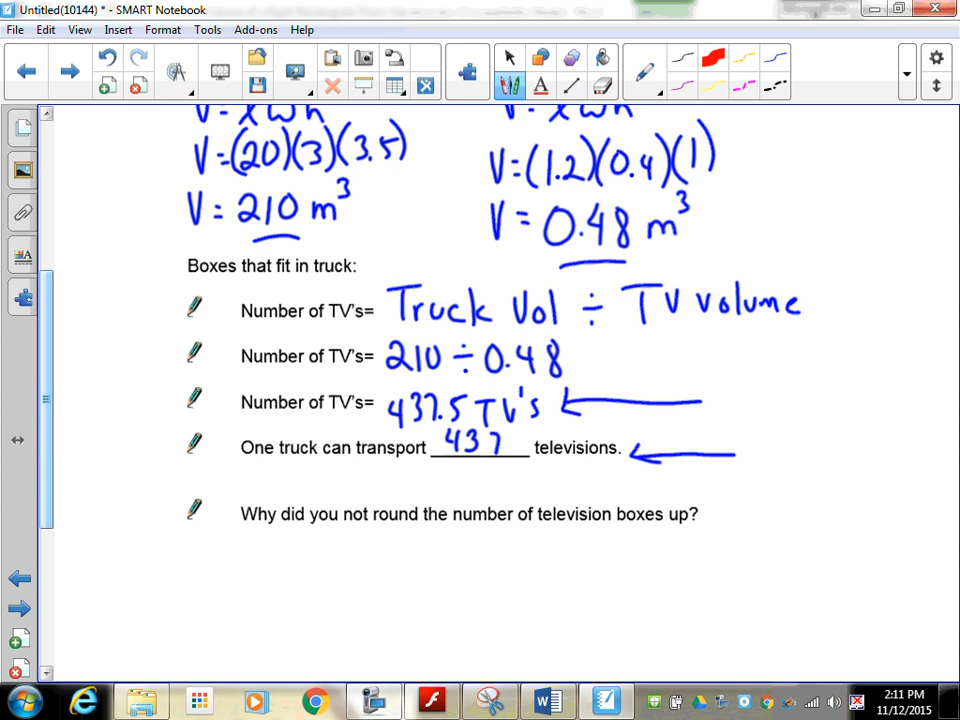 Untitled(10144) * - SMART Notebook
File Edit View Insert Format Tools Add-ons Help
V = l w h
V = l w h
V=(20)(3)(3.5)
V=(1.2)(0.4)(1)
V= 210 m³
V = 0.48 m³
Boxes that fit in truck:
Number of TV's= Truck Vol ÷ TV volume
Number of TV's= 210 ÷ 0.48
Number of TV's= 437.5 TV's
One truck can transport 437 televisions.
Why did you not round the number of television boxes up?
2:11 PM
11/12/2015